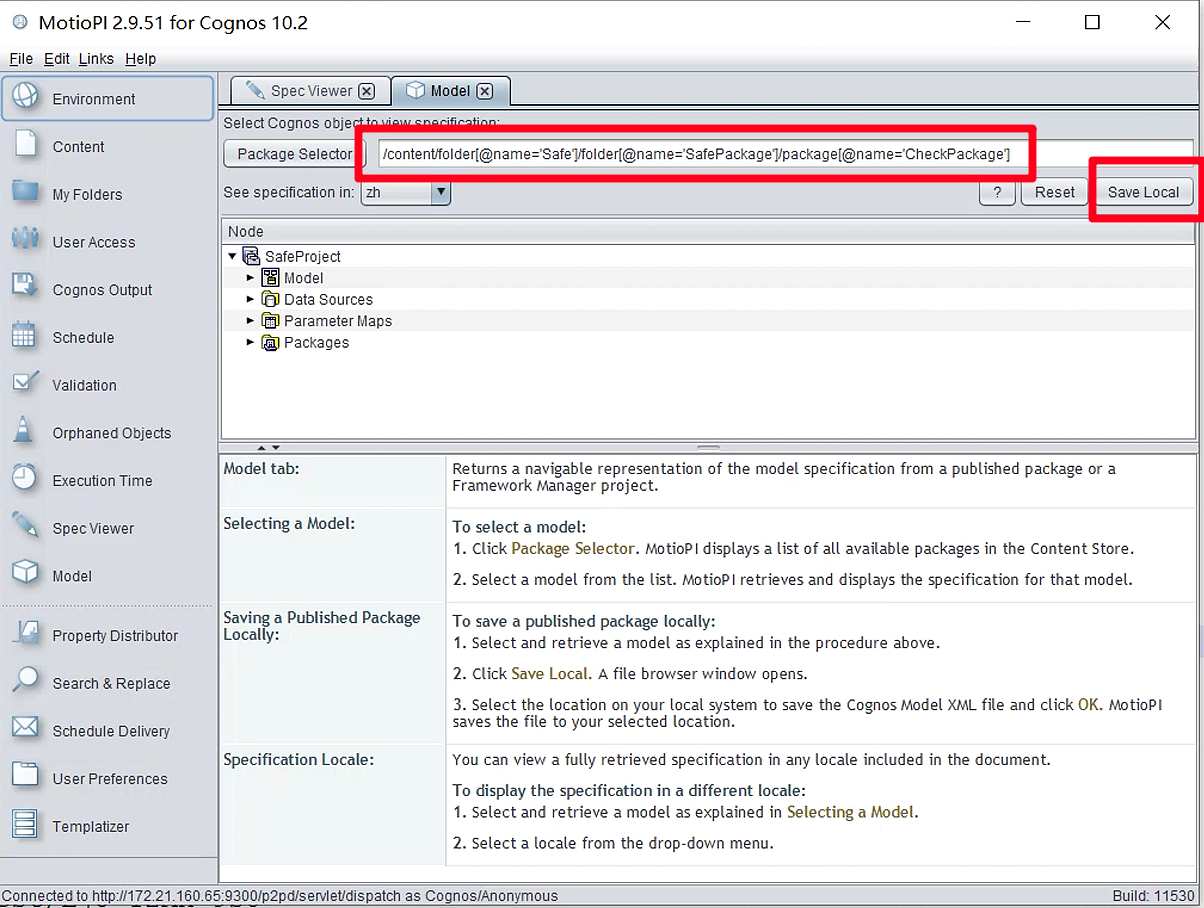 MotioPI 2.9.51 for Cognos 10.2
File Edit Links Help
Environment
Content
My Folders
User Access
Cognos Output
Schedule
Validation
Orphaned Objects
Execution Time
Spec Viewer
Model
Property Distributor
Search & Replace
Schedule Delivery
User Preferences
Templatizer
Spec Viewer
Model
Select Cognos object to view specification:
Package Selector
/content/folder[@name='Safe']/folder[@name='SafePackage']/package[@name='CheckPackage']
See specification in: zh
? Reset Save Local
Node
SafeProject
Model
Data Sources
Parameter Maps
Packages
Model tab:
Returns a navigable representation of the model specification from a published package or a
Framework Manager project.
Selecting a Model:
To select a model:
1. Click Package Selector. MotioPI displays a list of all available packages in the Content Store.
2. Select a model from the list. MotioPI retrieves and displays the specification for that model.
Saving a Published Package
Locally:
To save a published package locally:
1. Select and retrieve a model as explained in the procedure above.
2. Click Save Local. A file browser window opens.
3. Select the location on your local system to save the Cognos Model XML file and click OK. MotioPI
saves the file to your selected location.
Specification Locale:
You can view a fully retrieved specification in any locale included in the document.
To display the specification in a different locale:
1. Select and retrieve a model as explained in Selecting a Model.
2. Select a locale from the drop-down menu.
Connected to http://172.21.160.65:9300/p2pd/servlet/dispatch as Cognos/Anonymous
Build: 11530